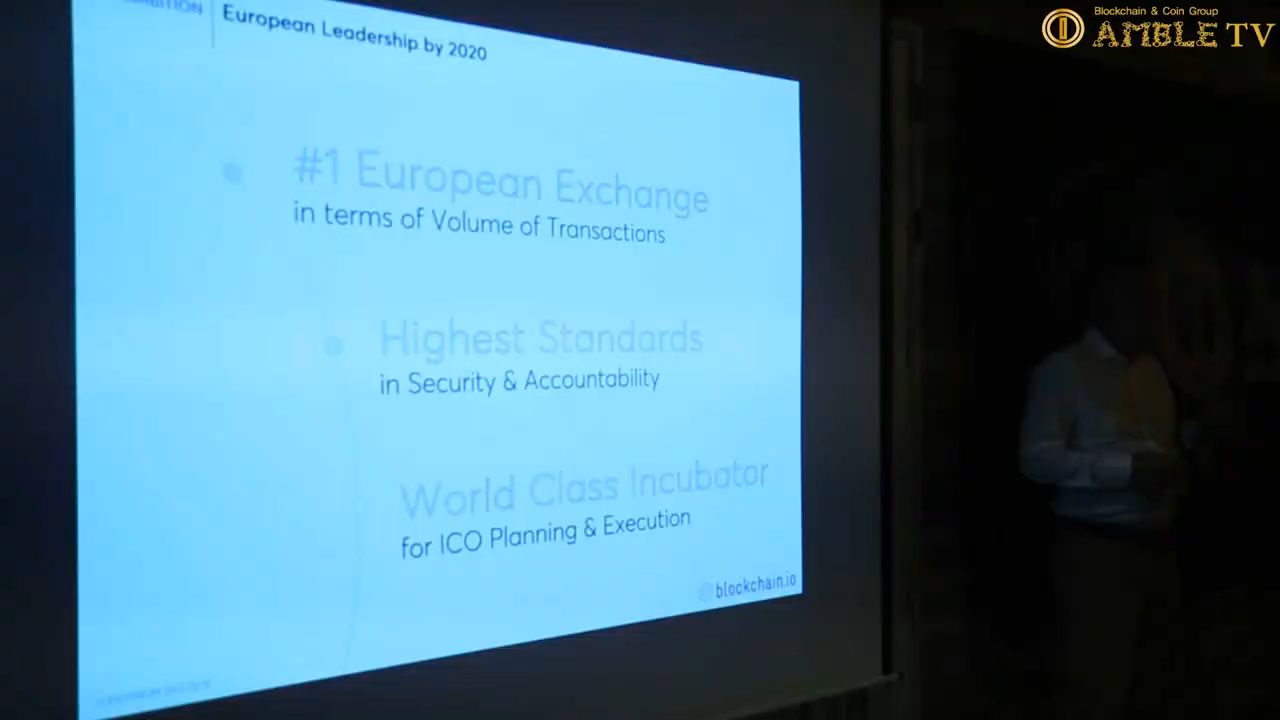 Blockchain & Coin Group
AMBLE TV
European Leadership by 2020
#1 European Exchange
in terms of Volume of Transactions
Highest Standards
in Security & Accountability
World Class Incubator
for ICO Planning & Execution
blockchain.io